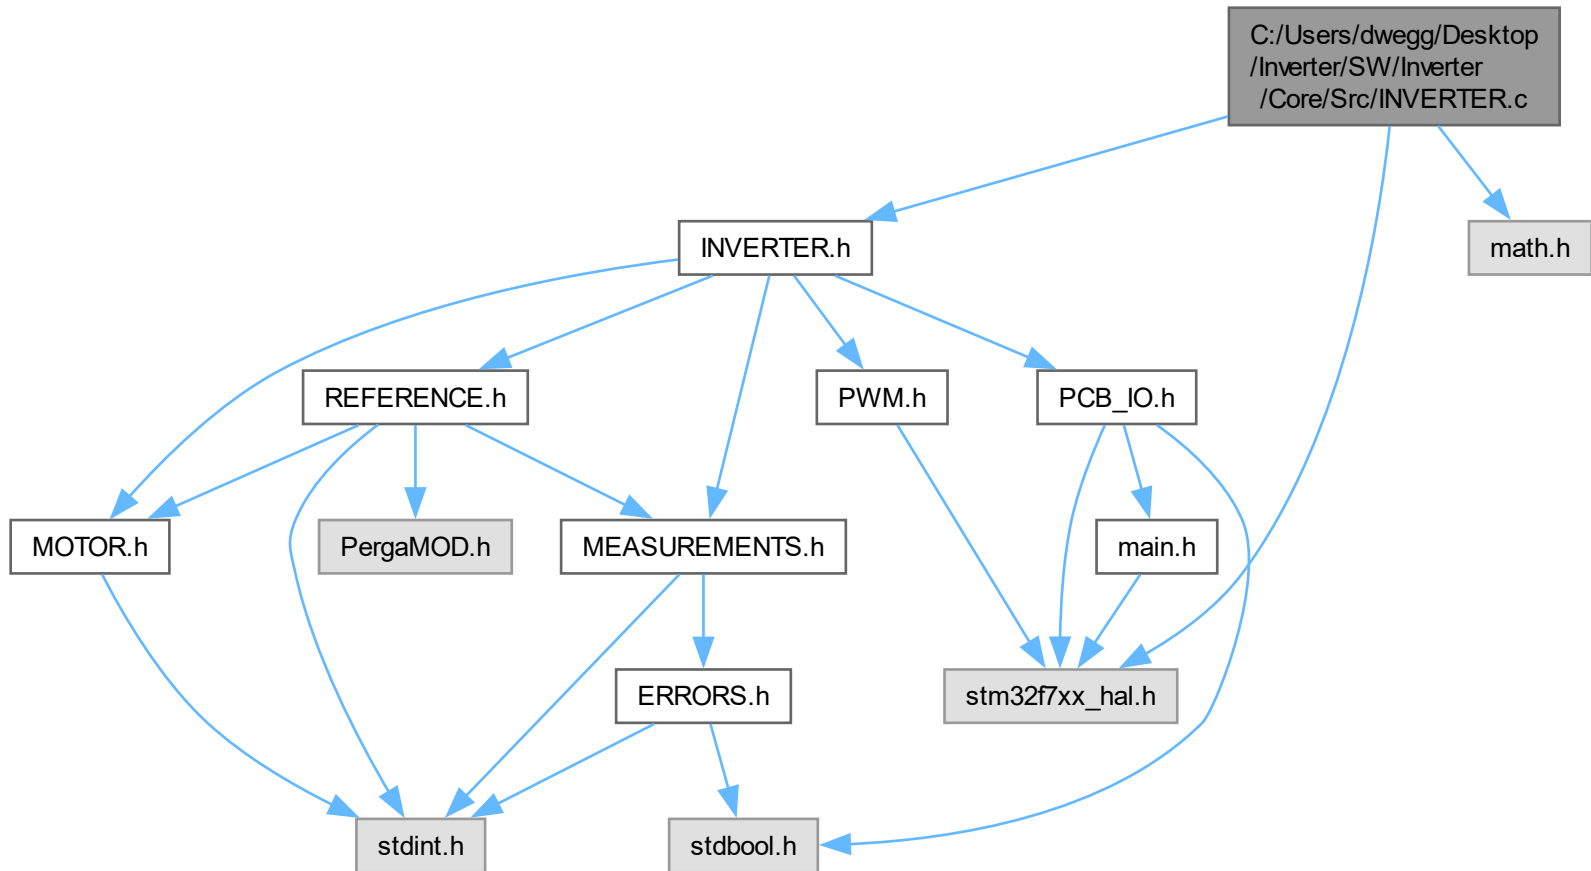 C:/Users/dwegg/Desktop
/Inverter/SW/Inverter
/Core/Src/INVERTER.c
INVERTER.h
math.h
REFERENCE.h
PWM.h
PCB_IO.h
MOTOR.h
PergaMOD.h
MEASUREMENTS.h
main.h
ERRORS.h
stm32f7xx_hal.h
stdint.h
stdbool.h